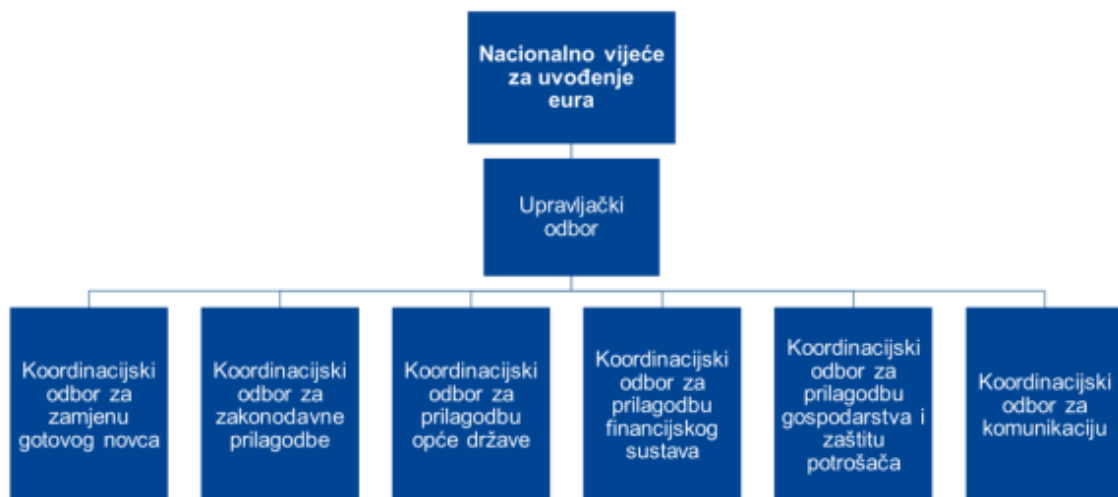 Nacionalno vijeće
za uvođenje
eura
Upravljački
odbor
Koordinacijski
odbor za
zamjenu
gotovog novca
Koordinacijski
odbor za
zakonodavne
prilagodbe
Koordinacijski
odbor za
prilagodbu
opće države
Koordinacijski
odbor za
prilagodbu
financijskog
sustava
Koordinacijski
odbor za
prilagodbu
gospodarstva i
zaštitu
potrošača
Koordinacijski
odbor za
komunikaciju